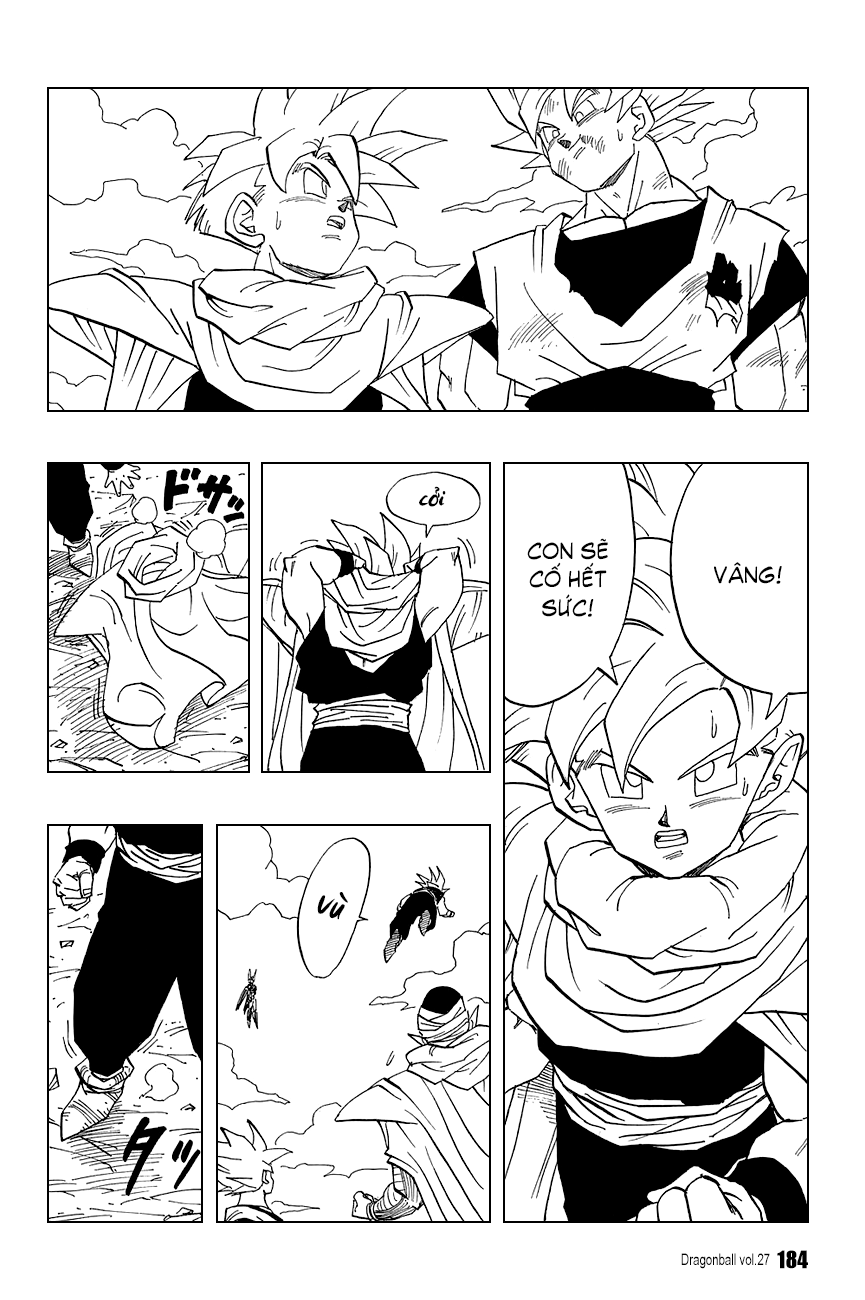 VÂNG!
CON SẼ
CỐ HẾT
SỨC!
cởi
ドサッ
vù
タッ
Dragonball vol.27 184